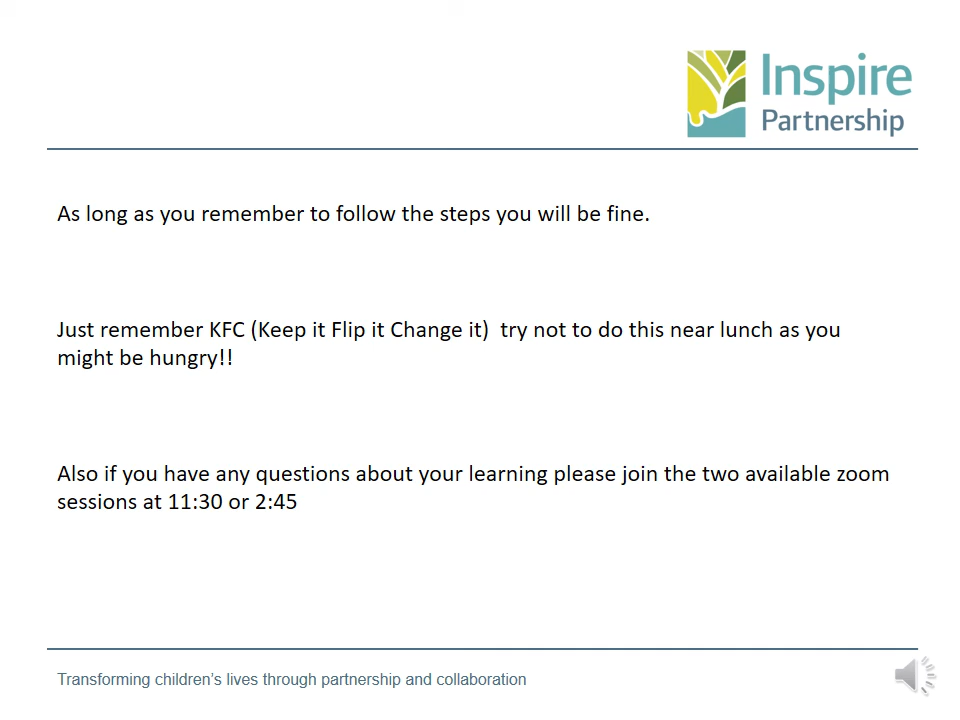 Inspire
Partnership
As long as you remember to follow the steps you will be fine.
Just remember KFC (Keep it Flip it Change it)  try not to do this near lunch as you
might be hungry!!
Also if you have any questions about your learning please join the two available zoom
sessions at 11:30 or 2:45
Transforming children’s lives through partnership and collaboration